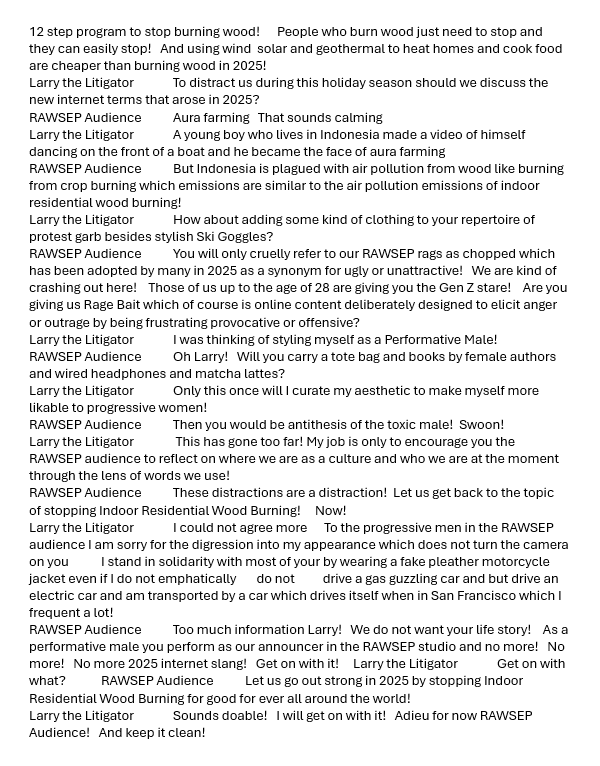 12 step program to stop burning wood!     People who burn wood just need to stop and
they can easily stop!   And using wind  solar and geothermal to heat homes and cook food
are cheaper than burning wood in 2025!
Larry the Litigator          To distract us during this holiday season should we discuss the
new internet terms that arose in 2025?
RAWSEP Audience          Aura farming   That sounds calming
Larry the Litigator          A young boy who lives in Indonesia made a video of himself
dancing on the front of a boat and he became the face of aura farming
RAWSEP Audience          But Indonesia is plagued with air pollution from wood like burning
from crop burning which emissions are similar to the air pollution emissions of indoor
residential wood burning!
Larry the Litigator          How about adding some kind of clothing to your repertoire of
protest garb besides stylish Ski Goggles?
RAWSEP Audience          You will only cruelly refer to our RAWSEP rags as chopped which
has been adopted by many in 2025 as a synonym for ugly or unattractive!   We are kind of
crashing out here!    Those of us up to the age of 28 are giving you the Gen Z stare!   Are you
giving us Rage Bait which of course is online content deliberately designed to elicit anger
or outrage by being frustrating provocative or offensive?
Larry the Litigator          I was thinking of styling myself as a Performative Male!
RAWSEP Audience          Oh Larry!   Will you carry a tote bag and books by female authors
and wired headphones and matcha lattes?
Larry the Litigator          Only this once will I curate my aesthetic to make myself more
likable to progressive women!
RAWSEP Audience          Then you would be antithesis of the toxic male!  Swoon!
Larry the Litigator           This has gone too far! My job is only to encourage you the
RAWSEP audience to reflect on where we are as a culture and who we are at the moment
through the lens of words we use!
RAWSEP Audience          These distractions are a distraction!  Let us get back to the topic
of stopping Indoor Residential Wood Burning!    Now!
Larry the Litigator          I could not agree more     To the progressive men in the RAWSEP
audience I am sorry for the digression into my appearance which does not turn the camera
on you          I stand in solidarity with most of your by wearing a fake pleather motorcycle
jacket even if I do not emphatically      do not        drive a gas guzzling car and but drive an
electric car and am transported by a car which drives itself when in San Francisco which I
frequent a lot!
RAWSEP Audience          Too much information Larry!   We do not want your life story!   As a
performative male you perform as our announcer in the RAWSEP studio and no more!   No
more!   No more 2025 internet slang!   Get on with it!    Larry the Litigator          Get on with
what?          RAWSEP Audience          Let us go out strong in 2025 by stopping Indoor
Residential Wood Burning for good for ever all around the world!
Larry the Litigator          Sounds doable!   I will get on with it!   Adieu for now RAWSEP
Audience!   And keep it clean!